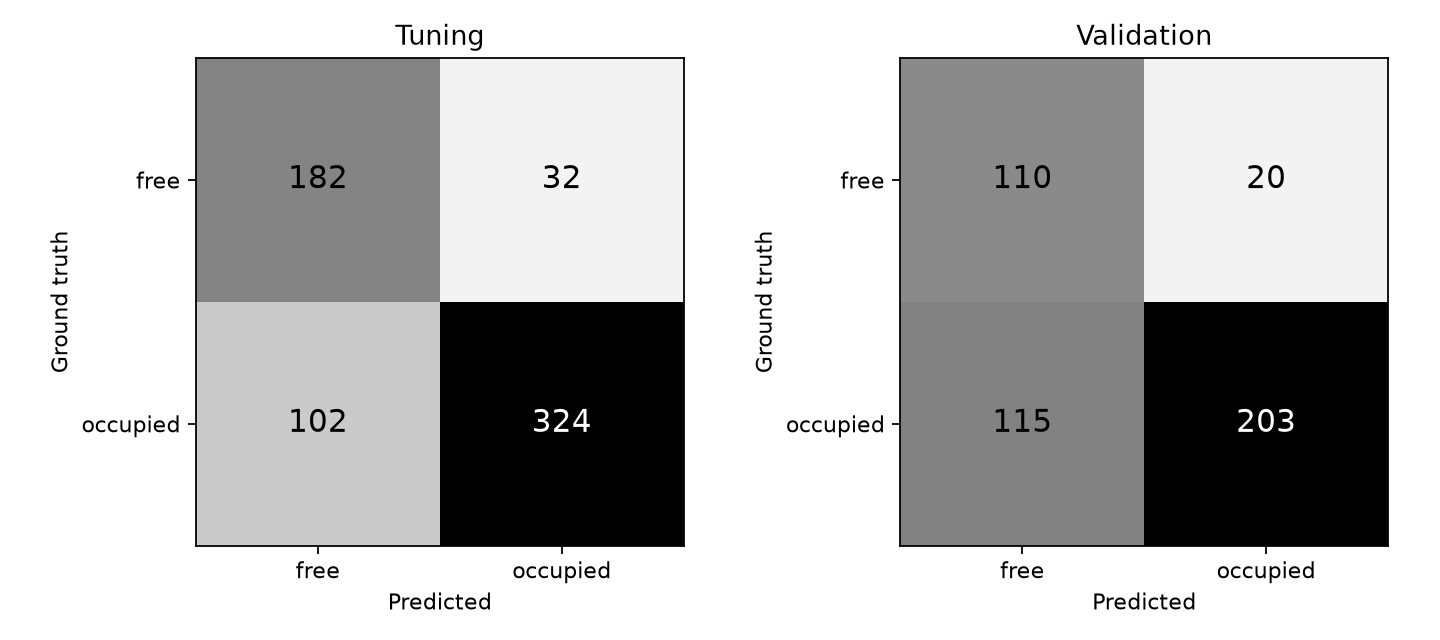 Tuning
Ground truth
free
182
32
occupied
102
324
free
occupied
Predicted
Validation
Ground truth
free
110
20
occupied
115
203
free
occupied
Predicted